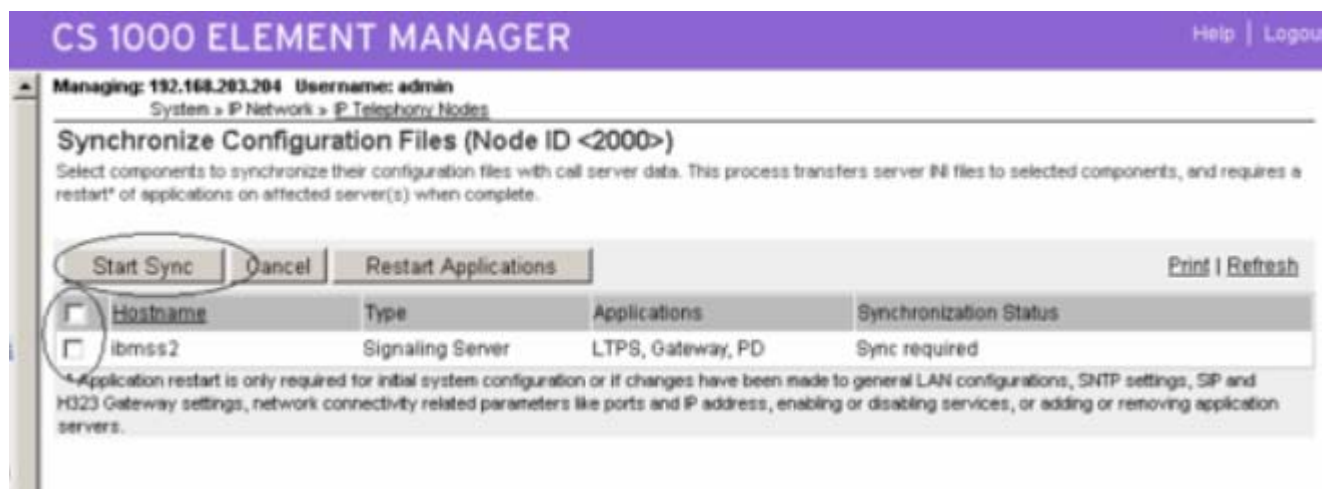 CS 1000 ELEMENT MANAGER
Help | Logou
Managing: 192.168.203.204 Username: admin
System » IP Network » IP Telephony Nodes
Synchronize Configuration Files (Node ID <2000>)
Select components to synchronize their configuration files with call server data. This process transfers server INI files to selected components, and requires a
restart* of applications on affected server(s) when complete.
Start Sync Cancel Restart Applications Print | Refresh
Hostname Type Applications Synchronization Status
ibmss2 Signaling Server LTPS, Gateway, PD Sync required
* Application restart is only required for initial system configuration or if changes have been made to general LAN configurations, SNTP settings, SIP and
H323 Gateway settings, network connectivity related parameters like ports and IP address, enabling or disabling services, or adding or removing application
servers.